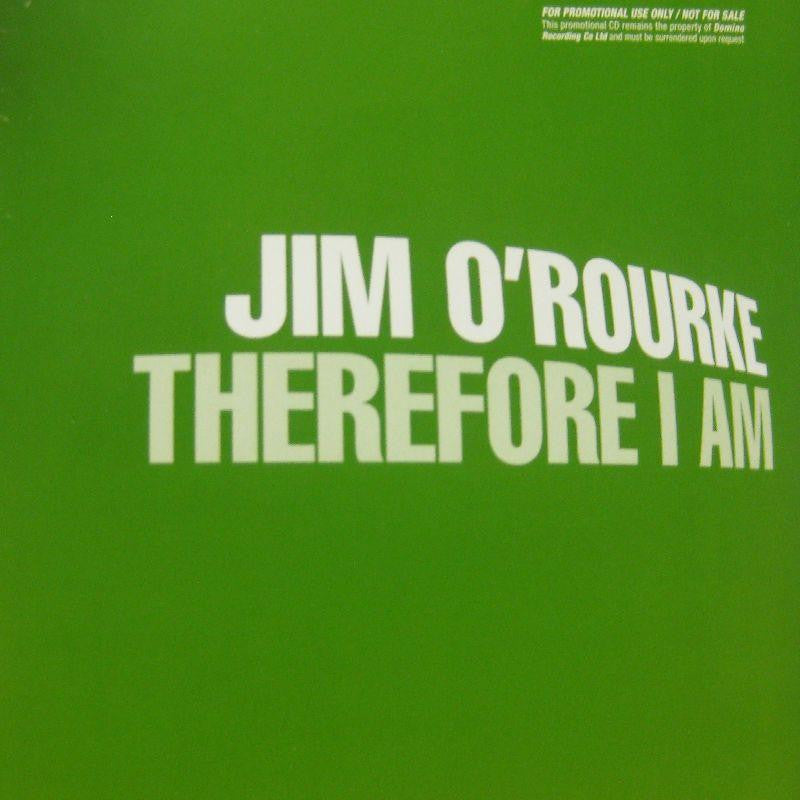 FOR PROMOTIONAL USE ONLY / NOT FOR SALE
This promotional CD remains the property of Domino
Recording Co Ltd and must be surrendered upon request
JIM O'ROURKE
THEREFORE I AM